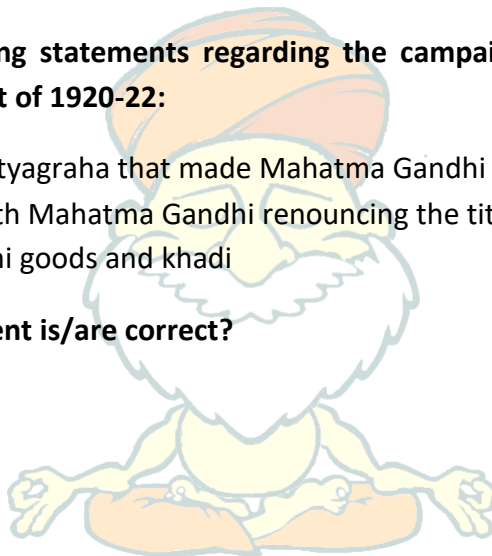 ng statements regarding the campai
t of 1920-22:
tyagraha that made Mahatma Gandhi
th Mahatma Gandhi renouncing the tit
ni goods and khadi
ent is/are correct?